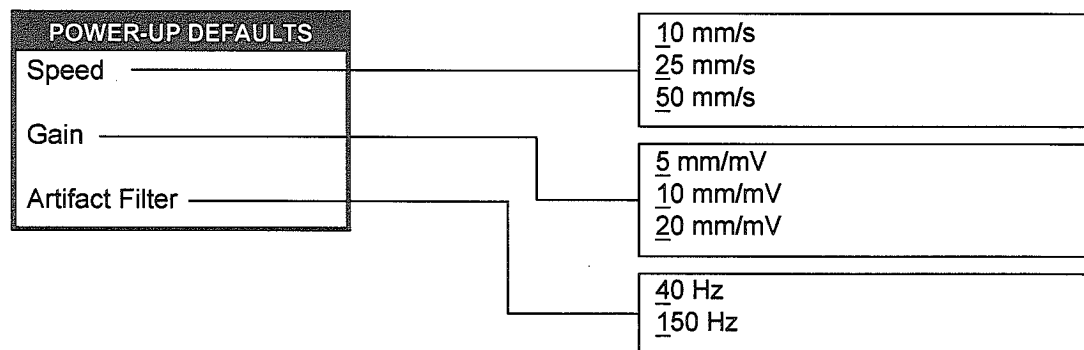 POWER-UP DEFAULTS
Speed
Gain
Artifact Filter
10 mm/s
25 mm/s
50 mm/s
5 mm/mV
10 mm/mV
20 mm/mV
40 Hz
150 Hz